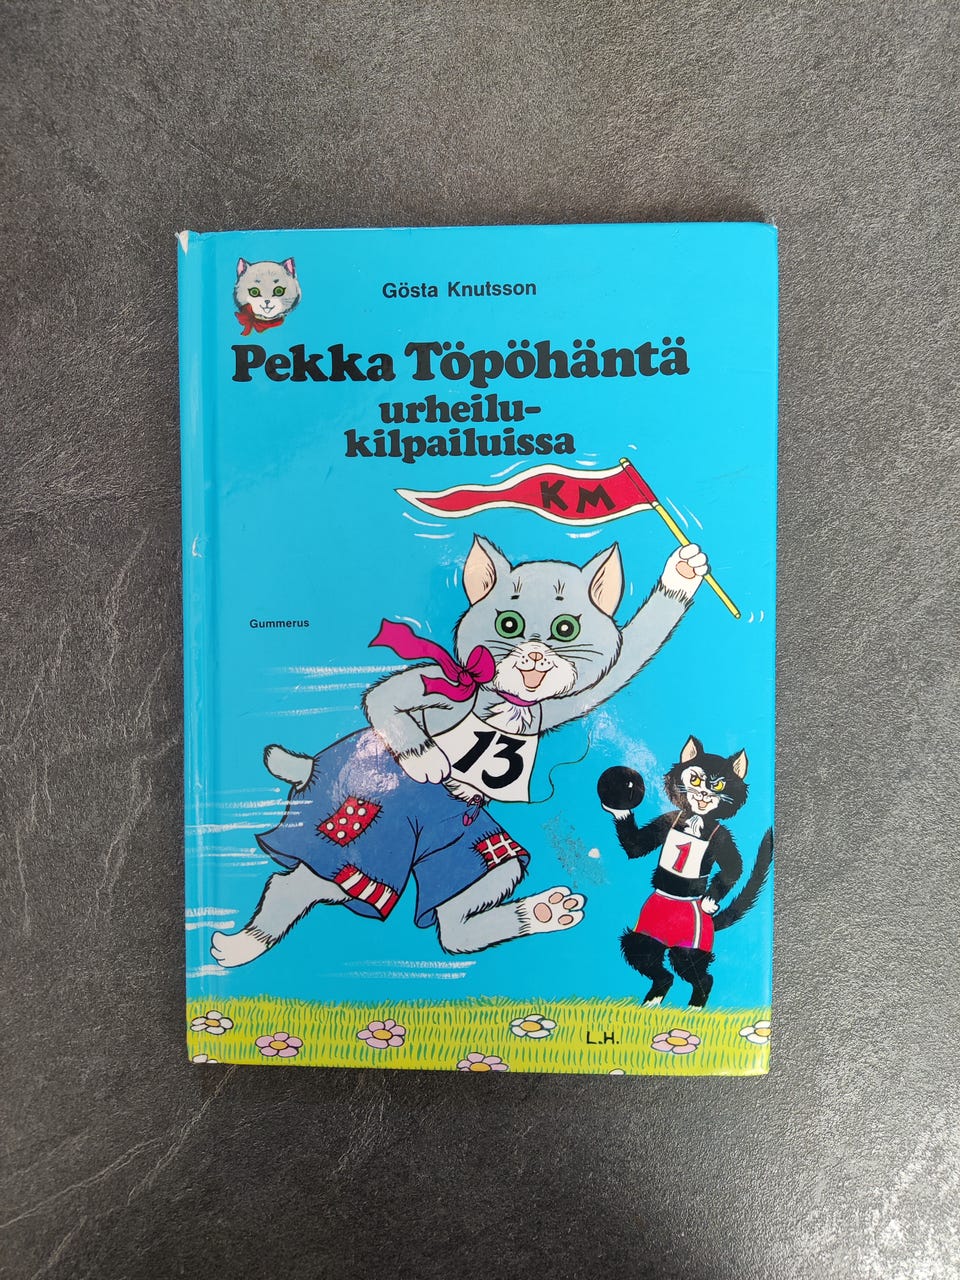 Gösta Knutsson
Pekka Töpöhäntä
urheilu-
kilpailuissa
KM
Gummerus
13
1
L.H.